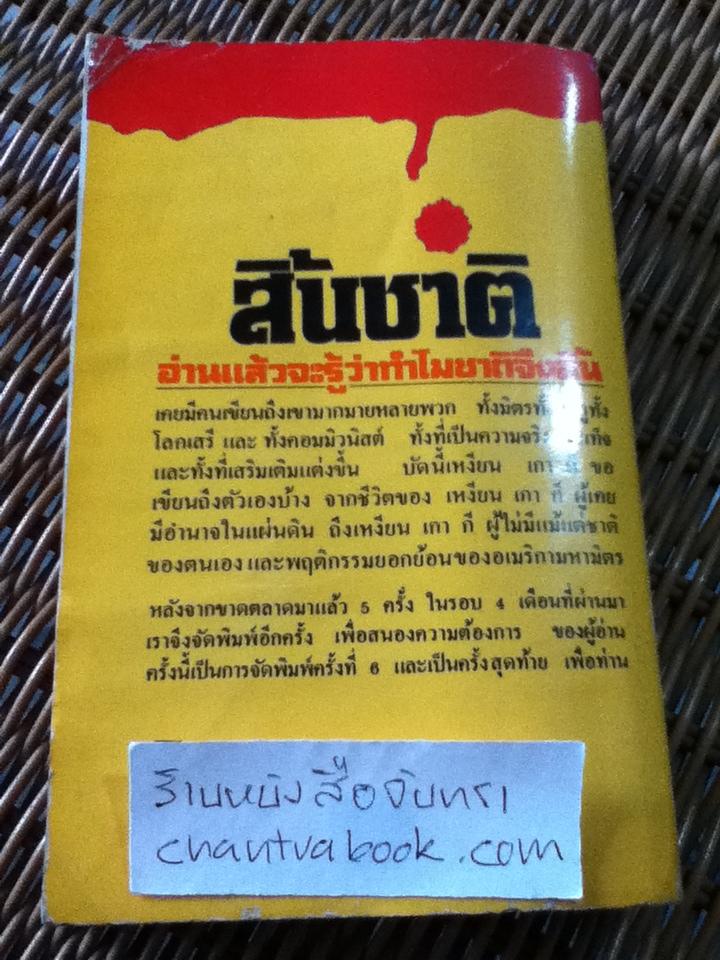 สิ้นชาติ
อ่านแล้วจะรู้ว่าทำไมชาติจึงสิ้น
เคยมีคนเขียนถึงเขามากมายหลายพวก ทั้งมิตร
โลกเสรี และ ทั้งคอมมิวนิสต์ ทั้งที่เป็นความจริง
และทั้งที่เสริมเติมแต่งขึ้น บัดนี้เหงียน เกา กี ขอ
เขียนถึงตัวเองบ้าง จากชีวิตของ เหงียน เกา กี ผู้เคย
มีอำนาจในแผ่นดิน ถึงเหงียน เกา กี ผู้ไม่มีแม้แต่ชาติ
ของตนเอง และพฤติกรรมยอกย้อนของอเมริกามหามิตร
หลังจากขาดตลาดมาแล้ว 5 ครั้ง ในรอบ 4 เดือนที่ผ่านมา
เราจึงจัดพิมพ์อีกครั้ง เพื่อสนองความต้องการ ของผู้อ่าน
ครั้งนี้เป็นการจัดพิมพ์ครั้งที่ 6 และเป็นครั้งสุดท้าย เพื่อท่าน
ร้านหนังสือจันทรา
chantrabook.com